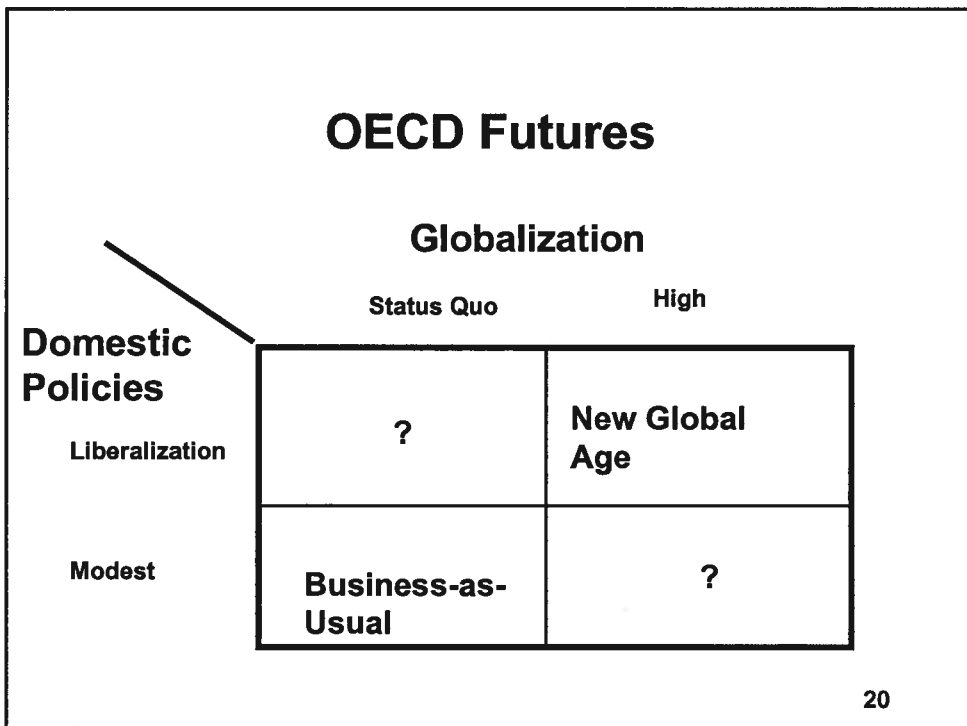 OECD Futures
Globalization
Status Quo
High
Domestic
Policies
Liberalization
?
New Global
Age
Modest
Business-as-
Usual
?
20